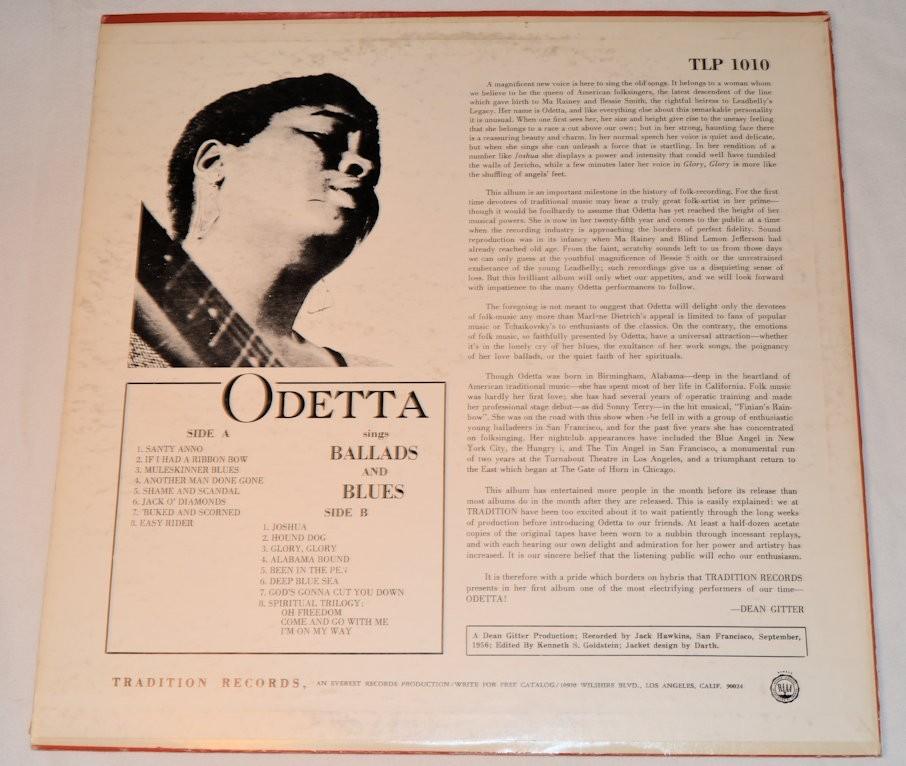 TLP 1010
A magnificent new voice is here to sing the old songs. It belongs to a woman whom
we believe to be the queen of American folksingers, the latest descendent of the line
which gave birth to Ma Rainey and Bessie Smith, the rightful heiress to Leadbelly's
Legacy. Her name is Odetta, and like everything else about this remarkable personality
it is unusual. When one first sees her, her size and height give rise to the uneasy feeling
that she belongs to a race a cut above our own; but in her strong, haunting face there
is a reassuring beauty and charm. In her normal speech her voice is quiet and delicate,
but when she sings she can unleash a force that is startling. In her rendition of a
number like Joshua she displays a power and intensity that could well have tumbled
the walls of Jericho, while a few minutes later her voice in Glory, Glory is more like
the shuffling of angels' feet.
This album is an important milestone in the history of folk-recording. For the first
time devotees of traditional music may hear a truly great folk-artist in her prime—
though it would be foolhardy to assume that Odetta has yet reached the height of her
musical powers. She is now in her twenty-fifth year and comes to the public at a time
when the recording industry is approaching the borders of perfect fidelity. Sound
reproduction was in its infancy when Ma Rainey and Blind Lemon Jefferson had
already reached old age. From the faint, scratchy sounds left to us from those days
we can only guess at the youthful magnificence of Bessie S ith or the unrestrained
exuberance of the young Leadbelly; such recordings give us a disquieting sense of
loss. But this brilliant album will only whet our appetites, and we will look forward
with impatience to the many Odetta performances to follow.
The foregoing is not meant to suggest that Odetta will delight only the devotees
of folk-music any more than Marlene Dietrich's appeal is limited to fans of popular
music or Tchaikovsky's to enthusiasts of the classics. On the contrary, the emotions
of folk music, so faithfully presented by Odetta, have a universal attraction—whether
it's in the lonely cry of her blues, the exultance of her work songs, the poignancy
of her love ballads, or the quiet faith of her spirituals.
Though Odetta was born in Birmingham, Alabama—deep in the heartland of
American traditional music—she has spent most of her life in California. Folk music
was hardly her first love; she has had several years of operatic training and made
her professional stage debut—as did Sonny Terry—in the hit musical, "Finian's Rain-
bow". She was on the road with this show when she fell in with a group of enthusiastic
young balladeers in San Francisco, and for the past five years she has concentrated
on folksinging. Her nightclub appearances have included the Blue Angel in New
York City, the Hungry i, and The Tin Angel in San Francisco, a monumental run
of two years at the Turnabout Theatre in Los Angeles, and a triumphant return to
the East which began at The Gate of Horn in Chicago.
This album has entertained more people in the month before its release than
most albums do in the month after they are released. This is easily explained: we at
TRADITION have been too excited about it to wait patiently through the long weeks
of production before introducing Odetta to our friends. At least a half-dozen acetate
copies of the original tapes have been worn to a nubbin through incessant replays,
and with each hearing our own delight and admiration for her power and artistry has
increased. It is our sincere belief that the listening public will echo our enthusiasm.
It is therefore with a pride which borders on hybris that TRADITION RECORDS
presents in her first album one of the most electrifying performers of our time—
ODETTA!
—DEAN GITTER
A Dean Gitter Production; Recorded by Jack Hawkins, San Francisco, September,
1956; Edited By Kenneth S. Goldstein; Jacket design by Darth.
ODETTA
sings
BALLADS
AND
BLUES
SIDE A
1. SANTY ANNO
2. IF I HAD A RIBBON BOW
3. MULESKINNER BLUES
4. ANOTHER MAN DONE GONE
5. SHAME AND SCANDAL
6. JACK O' DIAMONDS
7. 'BUKED AND SCORNED
8. EASY RIDER
SIDE B
1. JOSHUA
2. HOUND DOG
3. GLORY, GLORY
4. ALABAMA BOUND
5. BEEN IN THE PEN
6. DEEP BLUE SEA
7. GOD'S GONNA CUT YOU DOWN
8. SPIRITUAL TRILOGY:
OH FREEDOM
COME AND GO WITH ME
I'M ON MY WAY
TRADITION RECORDS, AN EVEREST RECORDS PRODUCTION/WRITE FOR FREE CATALOG/10920 WILSHIRE BLVD., LOS ANGELES, CALIF. 90024
RIAA